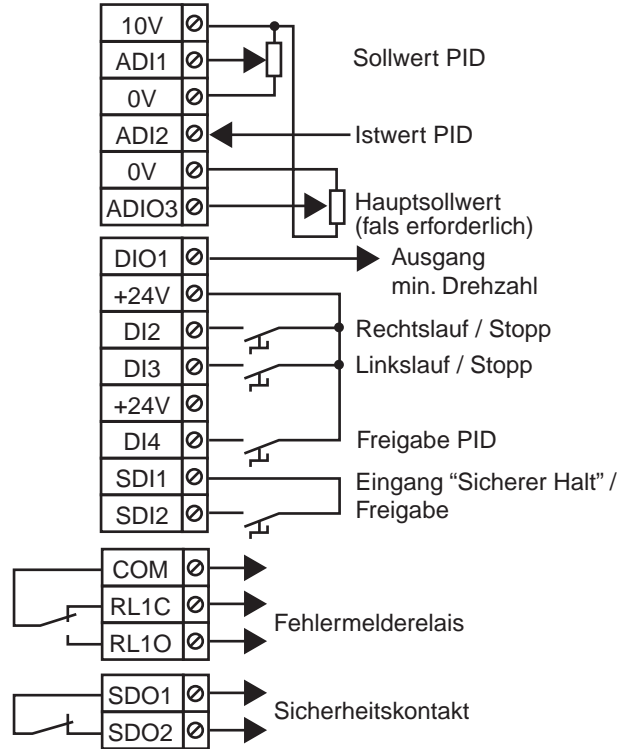 10V
ADI1
Sollwert PID
0V
ADI2
Istwert PID
0V
ADIO3
Hauptsollwert
(fals erforderlich)
DIO1
Ausgang
min. Drehzahl
+24V
DI2
Rechtslauf / Stopp
DI3
Linkslauf / Stopp
+24V
DI4
Freigabe PID
SDI1
Eingang “Sicherer Halt” /
Freigabe
SDI2
COM
RL1C
Fehlermelderelais
RL1O
SDO1
Sicherheitskontakt
SDO2